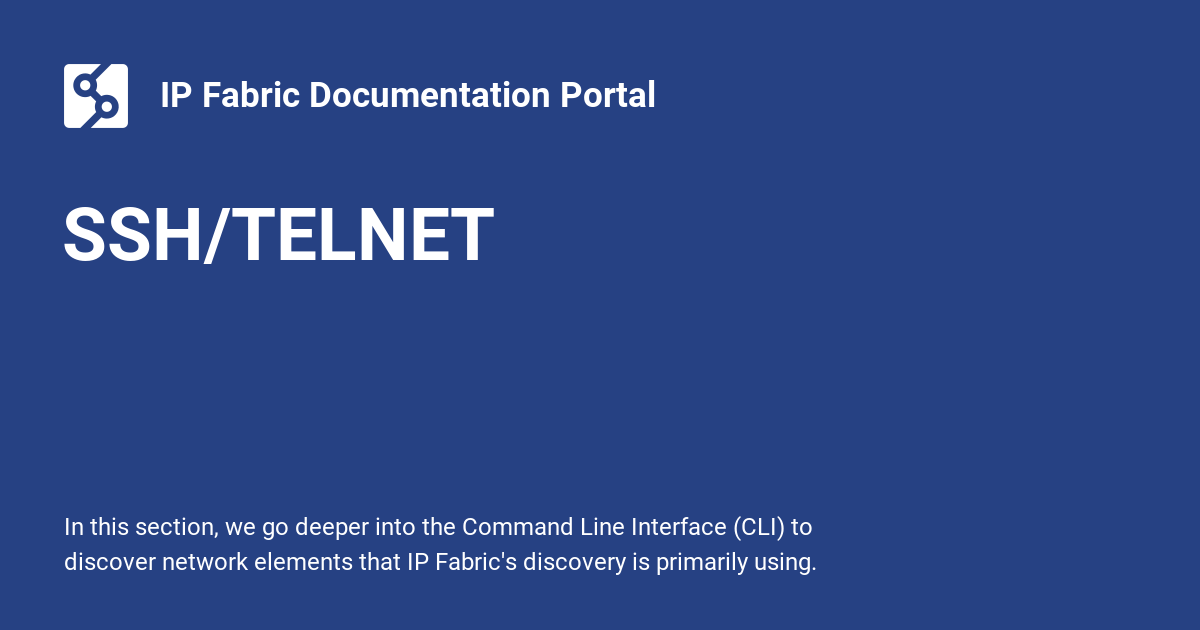 IP Fabric Documentation Portal
SSH/TELNET
In this section, we go deeper into the Command Line Interface (CLI) to
discover network elements that IP Fabric's discovery is primarily using.